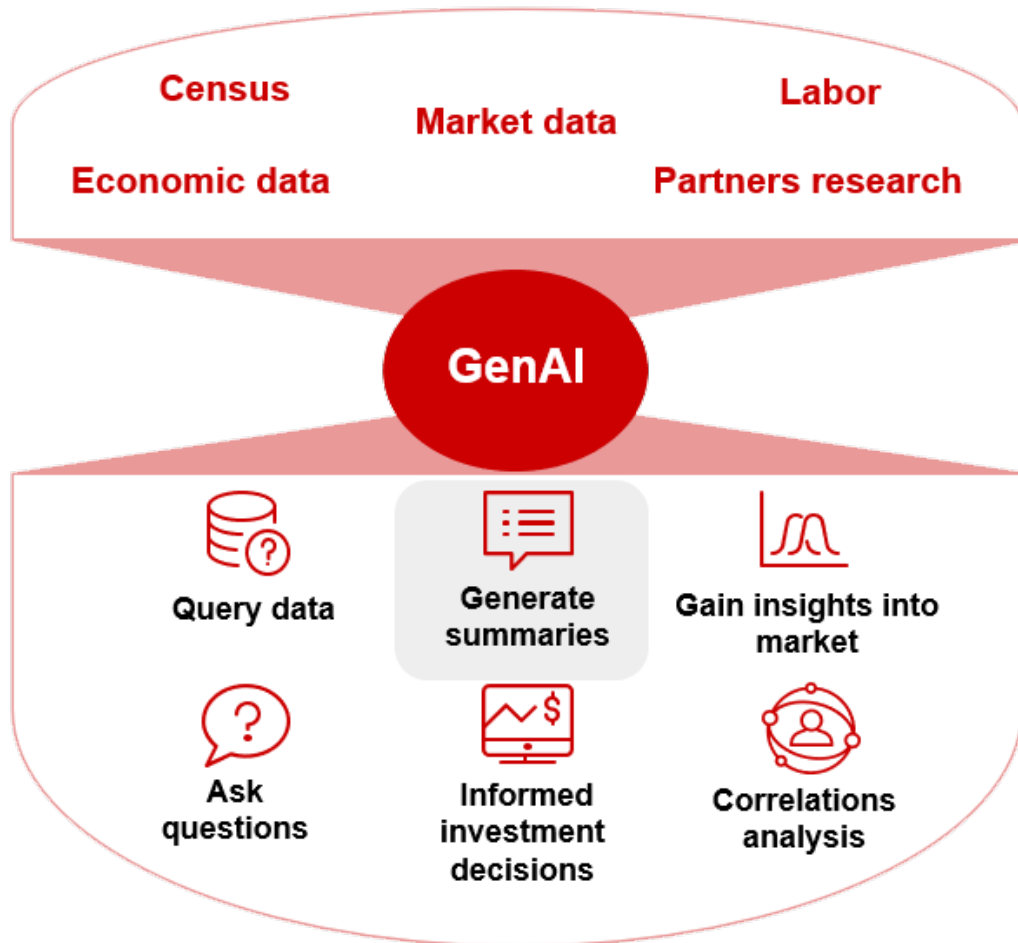 Census
Labor
Market data
Economic data
Partners research
GenAI
?
Query data
Generate
summaries
Gain insights into
market
?
Ask
questions
$
Informed
investment
decisions
Correlations
analysis